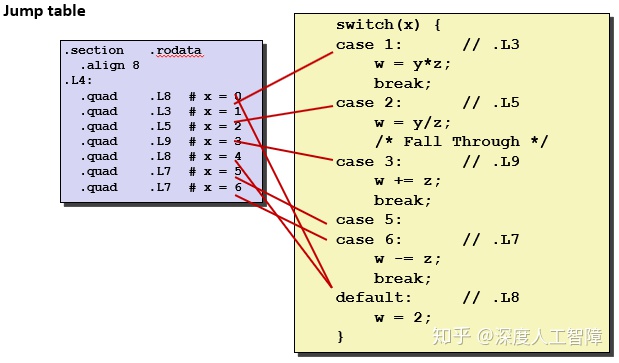 Jump table
.section .rodata
.align 8
.L4:
.quad .L8 # x = 0
.quad .L3 # x = 1
.quad .L5 # x = 2
.quad .L9 # x = 3
.quad .L8 # x = 4
.quad .L7 # x = 5
.quad .L7 # x = 6
switch(x) {
case 1: // .L3
w = y*z;
break;
case 2: // .L5
w = y/z;
/* Fall Through */
case 3: // .L9
w += z;
break;
case 5:
case 6: // .L7
w -= z;
break;
default: // .L8
w = 2;
}
知乎 @深度人工智障